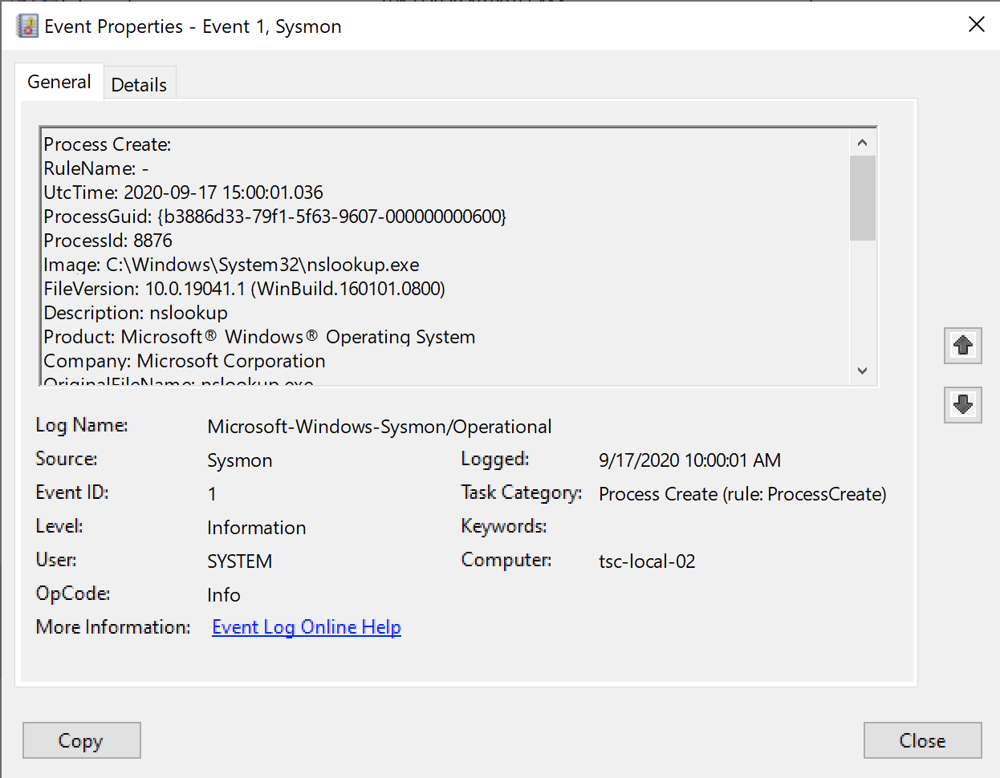 Event Properties - Event 1, Sysmon
General
Details
Process Create:
RuleName: -
UtcTime: 2020-09-17 15:00:01.036
ProcessGuid: {b3886d33-79f1-5f63-9607-000000000600}
ProcessId: 8876
Image: C:\Windows\System32\nslookup.exe
FileVersion: 10.0.19041.1 (WinBuild.160101.0800)
Description: nslookup
Product: Microsoft® Windows® Operating System
Company: Microsoft Corporation
OriginalFileName: nslookup.exe
Log Name: Microsoft-Windows-Sysmon/Operational
Source: Sysmon Logged: 9/17/2020 10:00:01 AM
Event ID: 1 Task Category: Process Create (rule: ProcessCreate)
Level: Information Keywords:
User: SYSTEM Computer: tsc-local-02
OpCode: Info
More Information: Event Log Online Help
Copy
Close